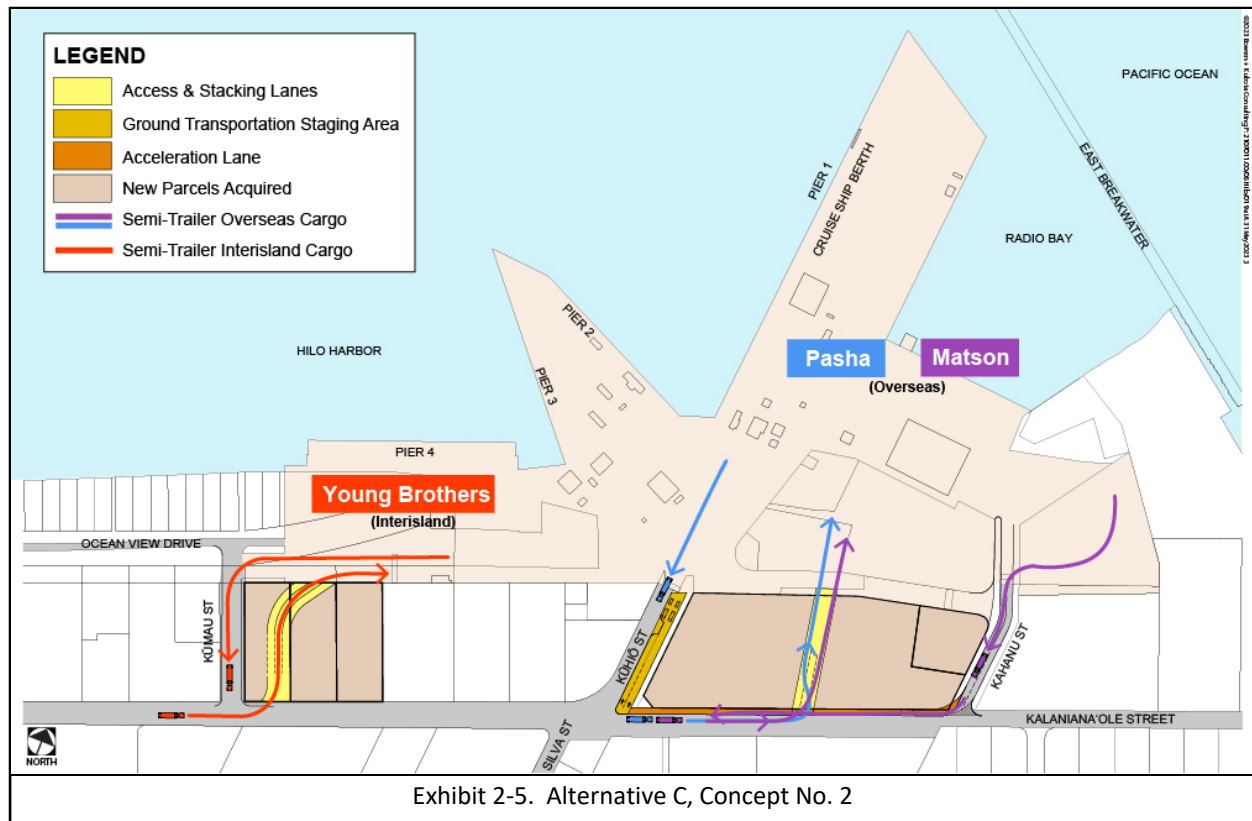 LEGEND
Access & Stacking Lanes
Ground Transportation Staging Area
Acceleration Lane
New Parcels Acquired
Semi-Trailer Overseas Cargo
Semi-Trailer Interisland Cargo
PACIFIC OCEAN
EAST BREAKWATER
RADIO BAY
PIER 1
CRUISE SHIP BERTH
PIER 2
PIER 3
HILO HARBOR
Pasha
Matson
(Overseas)
PIER 4
Young Brothers
(Interisland)
OCEAN VIEW DRIVE
KŪMAU ST
KŪHIŌ ST
KAHANU ST
KALANIANAʻOLE STREET
SILVA ST
NORTH
Exhibit 2-5. Alternative C, Concept No. 2